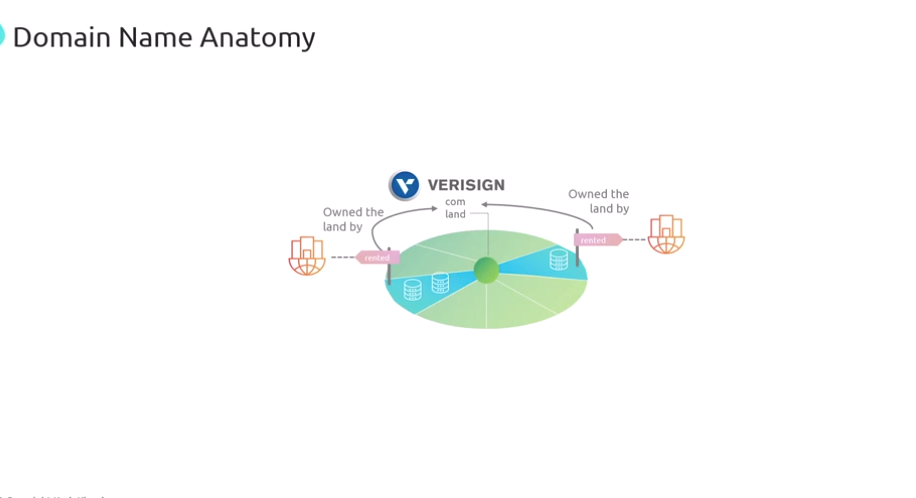 Domain Name Anatomy
VERISIGN
com
land
Owned the
land by
Owned the
land by
rented
rented